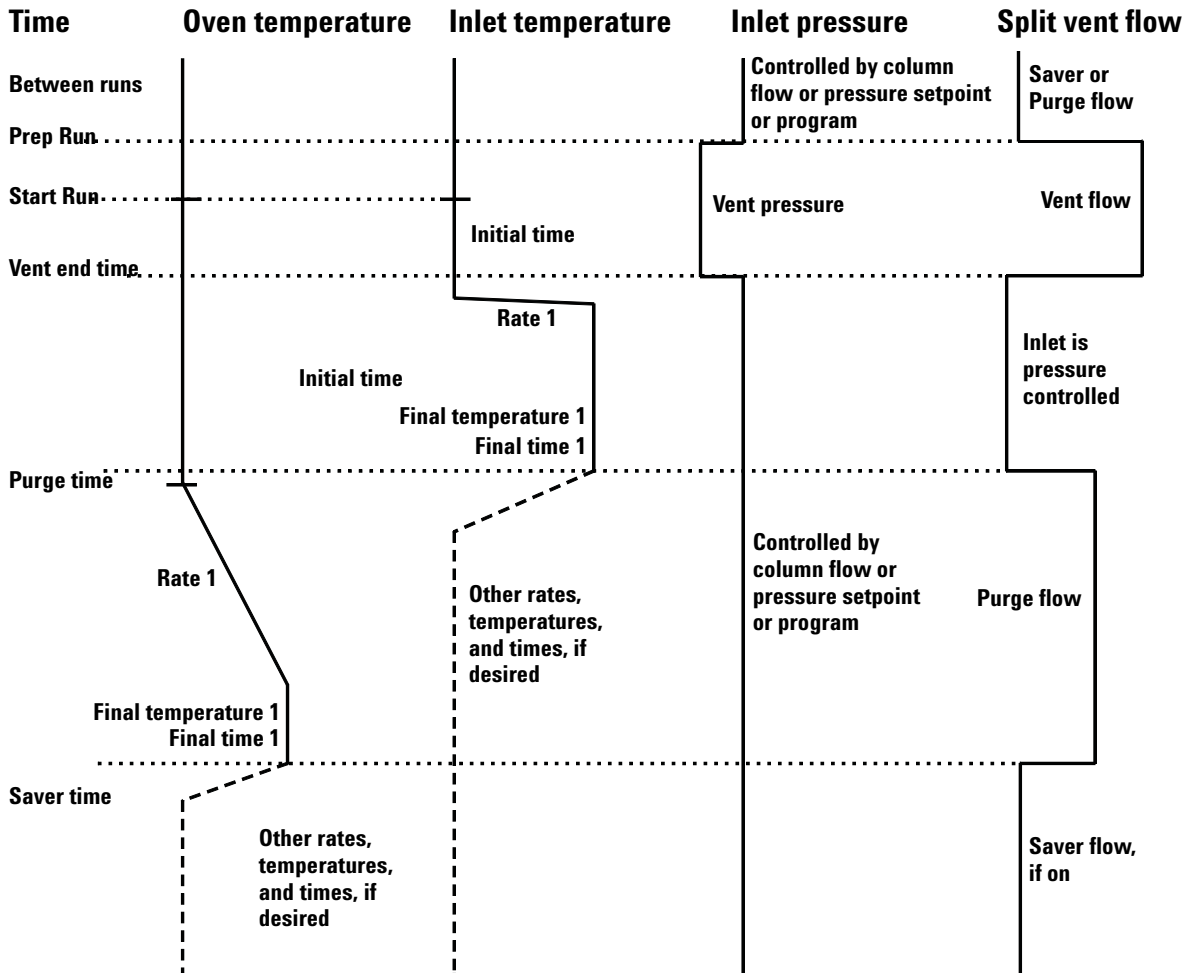 Time
Oven temperature
Inlet temperature
Inlet pressure
Split vent flow
Between runs
Controlled by column
flow or pressure setpoint
or program
Saver or
Purge flow
Prep Run
Start Run
Vent pressure
Vent flow
Initial time
Vent end time
Rate 1
Inlet is
pressure
controlled
Initial time
Final temperature 1
Final time 1
Purge time
Rate 1
Controlled by
column flow or
pressure setpoint
or program
Purge flow
Other rates,
temperatures,
and times, if
desired
Final temperature 1
Final time 1
Saver time
Other rates,
temperatures,
and times, if
desired
Saver flow,
if on